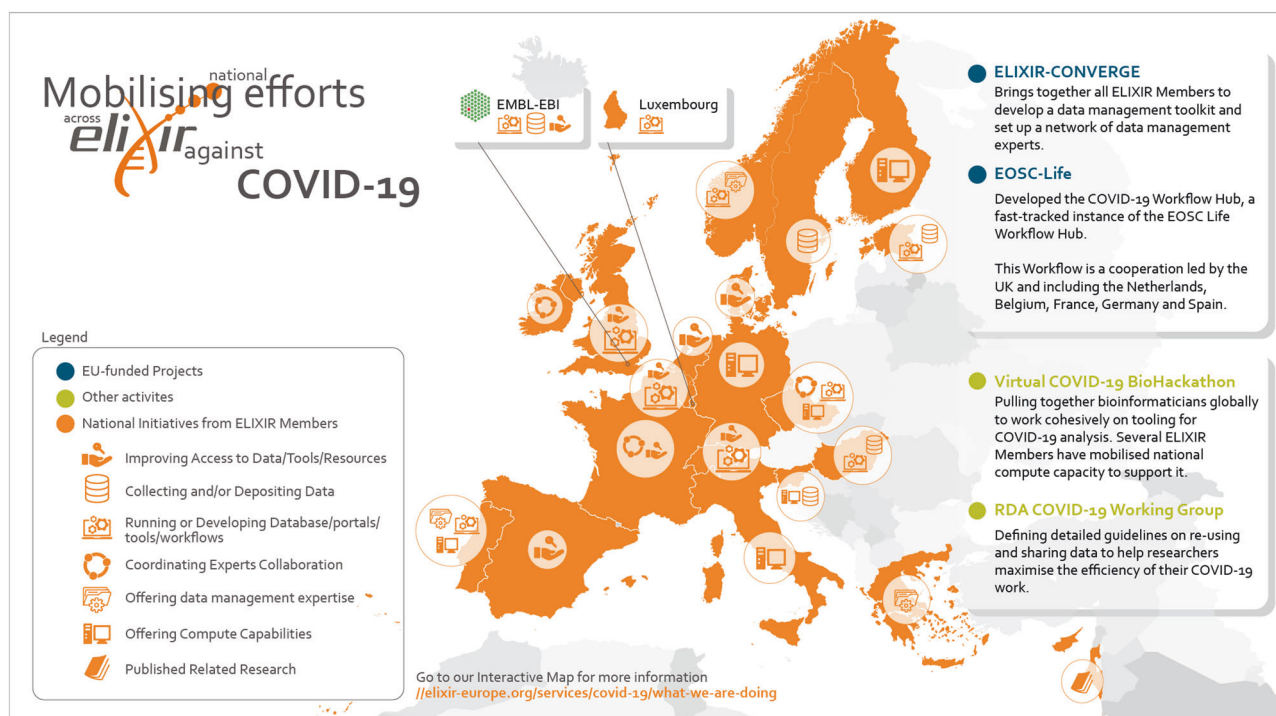 Mobilising national efforts
across elixir against
COVID-19
EMBL-EBI
Luxembourg
ELIXIR-CONVERGE
Brings together all ELIXIR Members to
develop a data management toolkit and
set up a network of data management
experts.
EOSC-Life
Developed the COVID-19 Workflow Hub, a
fast-tracked instance of the EOSC Life
Workflow Hub.
This Workflow is a cooperation led by the
UK and including the Netherlands,
Belgium, France, Germany and Spain.
Virtual COVID-19 BioHackathon
Pulling together bioinformaticians globally
to work cohesively on tooling for
COVID-19 analysis. Several ELIXIR
Members have mobilised national
compute capacity to support it.
RDA COVID-19 Working Group
Defining detailed guidelines on re-using
and sharing data to help researchers
maximise the efficiency of their COVID-19
work.
Legend
EU-funded Projects
Other activites
National Initiatives from ELIXIR Members
Improving Access to Data/Tools/Resources
Collecting and/or Depositing Data
Running or Developing Database/portals/
tools/workflows
Coordinating Experts Collaboration
Offering data management expertise
Offering Compute Capabilities
Published Related Research
Go to our Interactive Map for more information
//elixir-europe.org/services/covid-19/what-we-are-doing